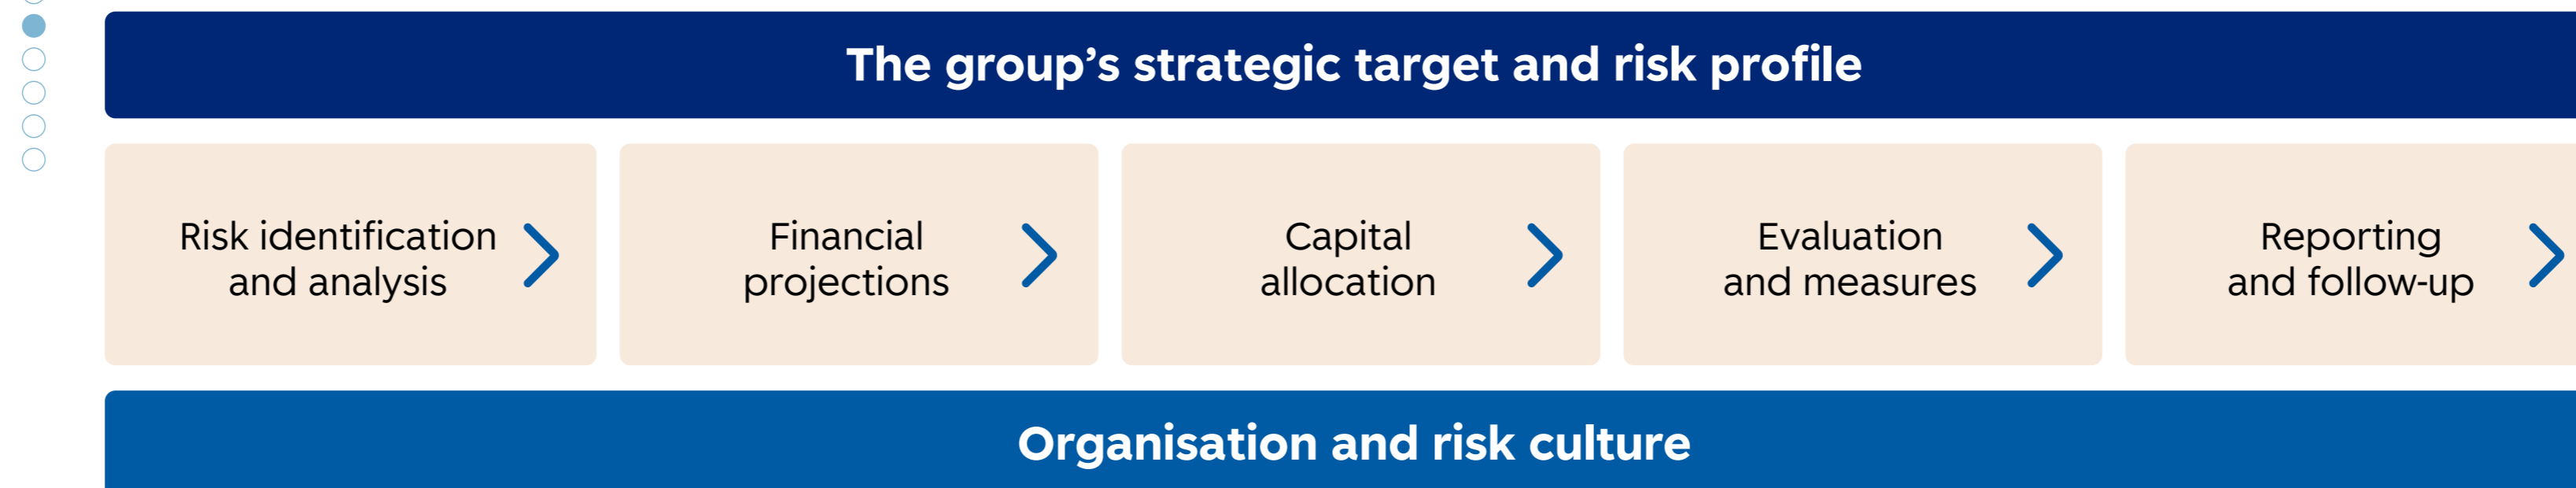 The group’s strategic target and risk profile
Risk identification
and analysis
Financial
projections
Capital
allocation
Evaluation
and measures
Reporting
and follow-up
Organisation and risk culture